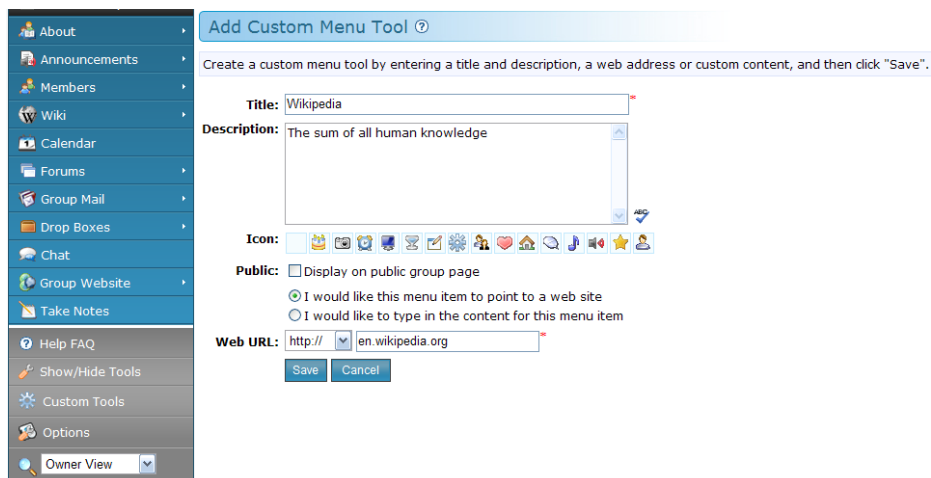 About
Announcements
Members
Wiki
Calendar
Forums
Group Mail
Drop Boxes
Chat
Group Website
Take Notes
Help FAQ
Show/Hide Tools
Custom Tools
Options
Owner View
Add Custom Menu Tool ?
Create a custom menu tool by entering a title and description, a web address or custom content, and then click "Save".
Title: Wikipedia *
Description: The sum of all human knowledge
ABC
Icon:
Public: Display on public group page
I would like this menu item to point to a web site
I would like to type in the content for this menu item
Web URL: http:// en.wikipedia.org *
Save Cancel